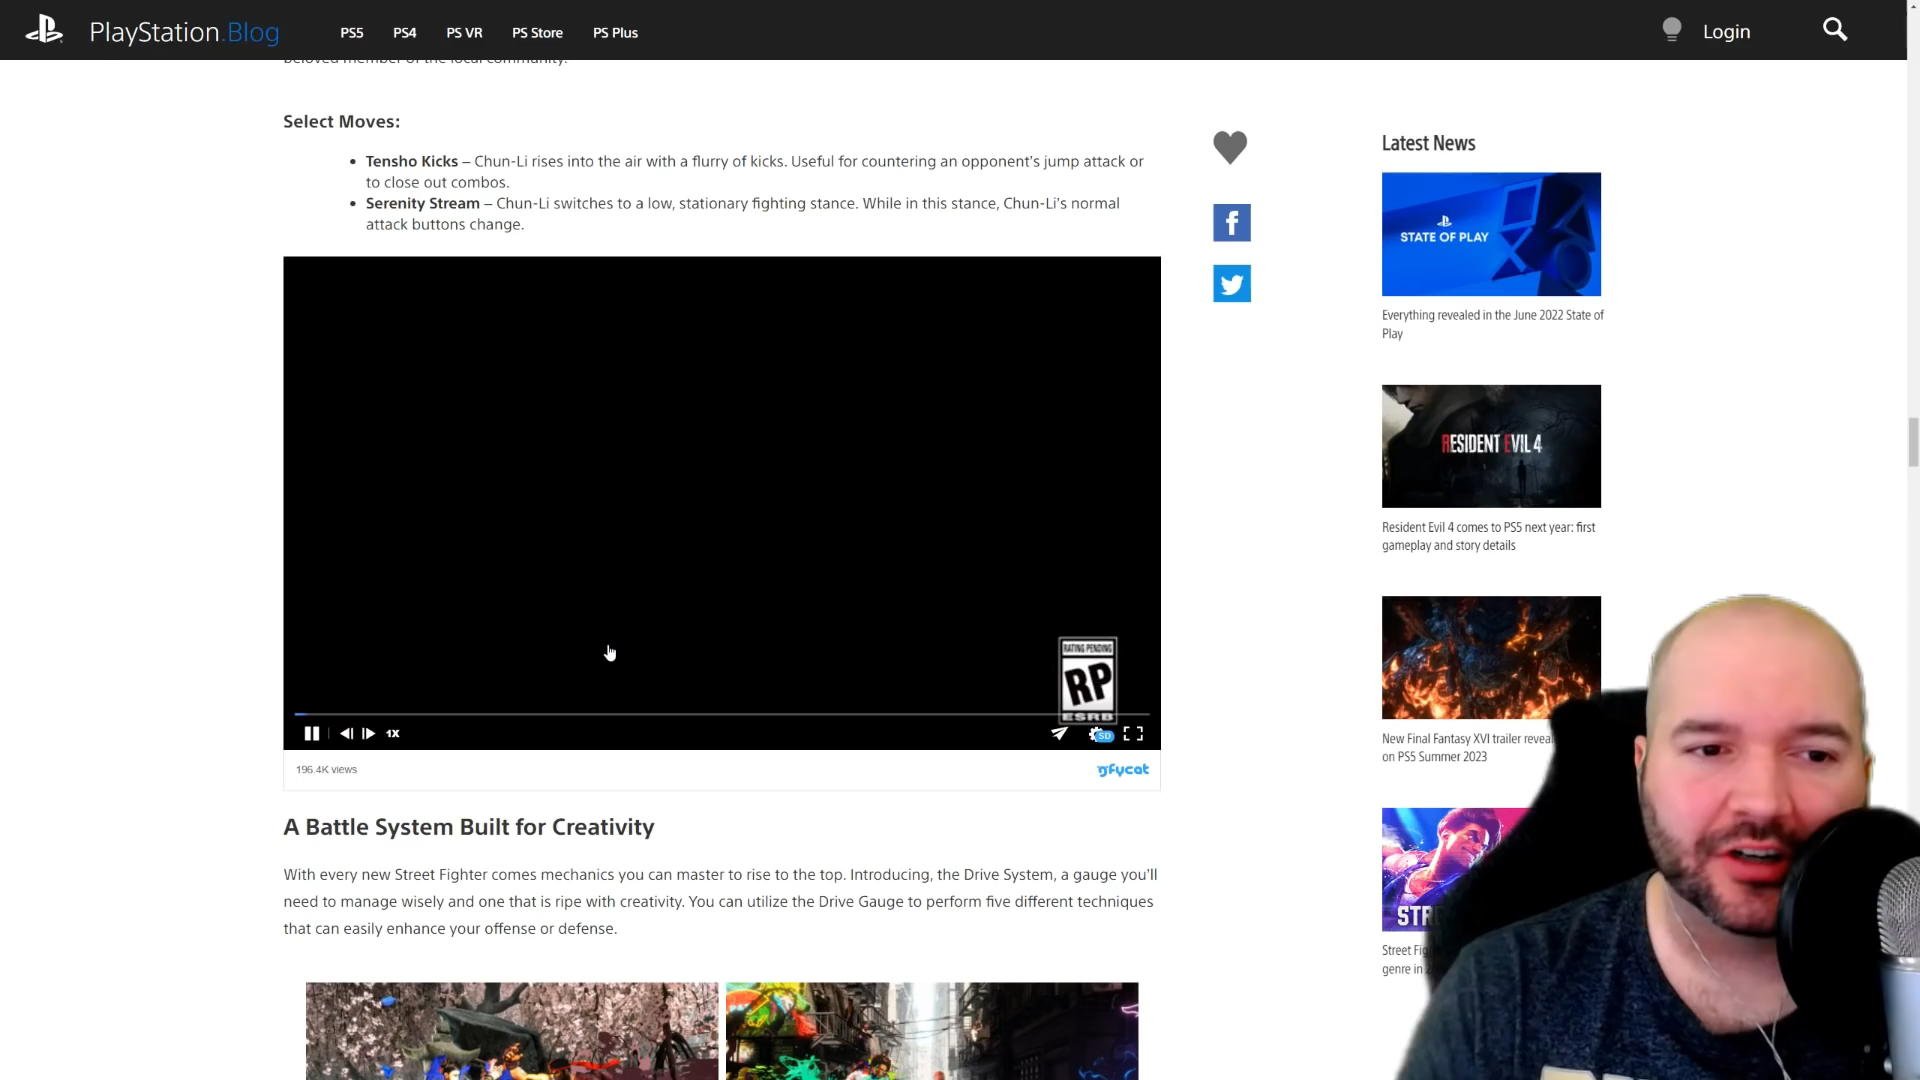 PlayStation.Blog
PS5
PS4
PS VR
PS Store
PS Plus
Login
beloved member of the local community.
Select Moves:
Tensho Kicks – Chun-Li rises into the air with a flurry of kicks. Useful for countering an opponent's jump attack or
to close out combos.
Serenity Stream – Chun-Li switches to a low, stationary fighting stance. While in this stance, Chun-Li's normal
attack buttons change.
RATING PENDING
RP
ESRB
1X
SD
196.4K views
gfycat
A Battle System Built for Creativity
With every new Street Fighter comes mechanics you can master to rise to the top. Introducing, the Drive System, a gauge you'll
need to manage wisely and one that is ripe with creativity. You can utilize the Drive Gauge to perform five different techniques
that can easily enhance your offense or defense.
f
Latest News
STATE OF PLAY
Everything revealed in the June 2022 State of
Play
RESIDENT EVIL 4
Resident Evil 4 comes to PS5 next year: first
gameplay and story details
New Final Fantasy XVI trailer
on PS5 Summer 2023
Street
genre in